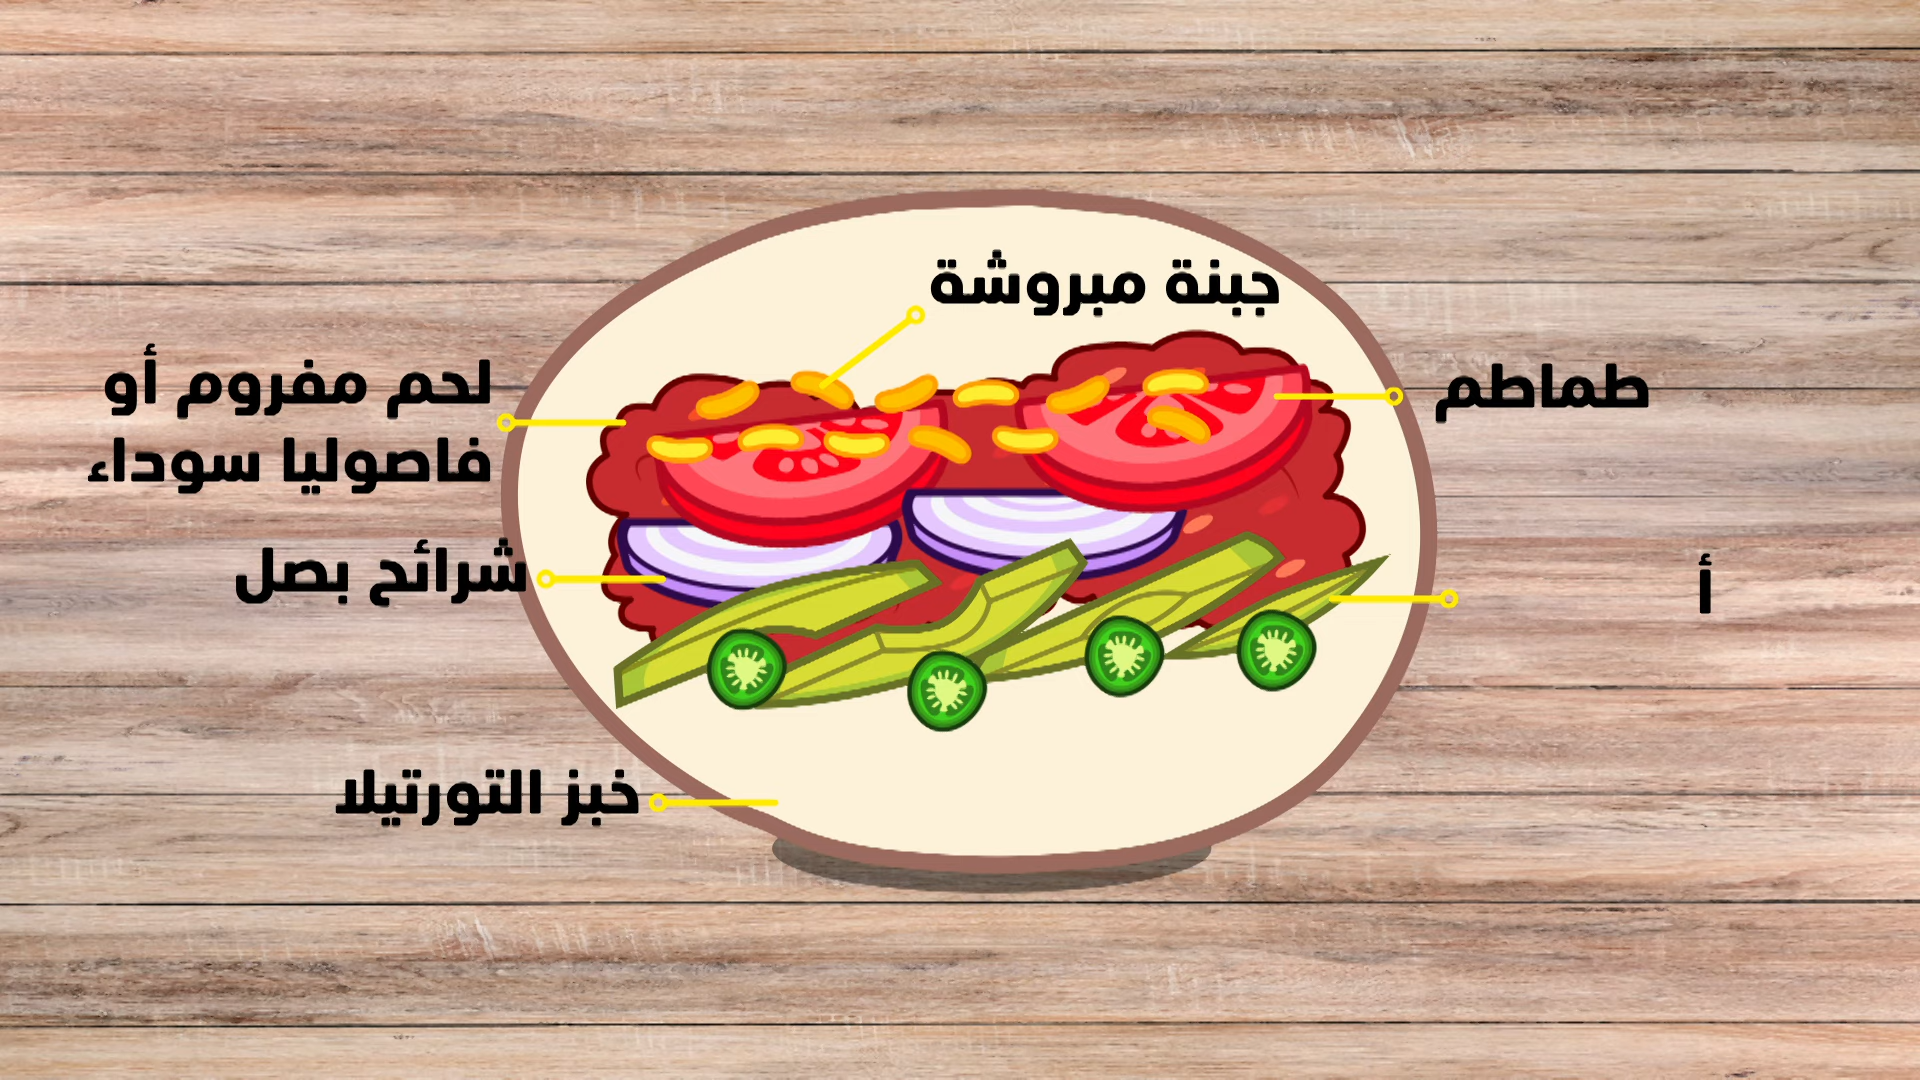 جبنة مبروشة
طماطم
لحم مفروم أو
فاصوليا سوداء
شرائح بصل
أ
خبز التورتيلا